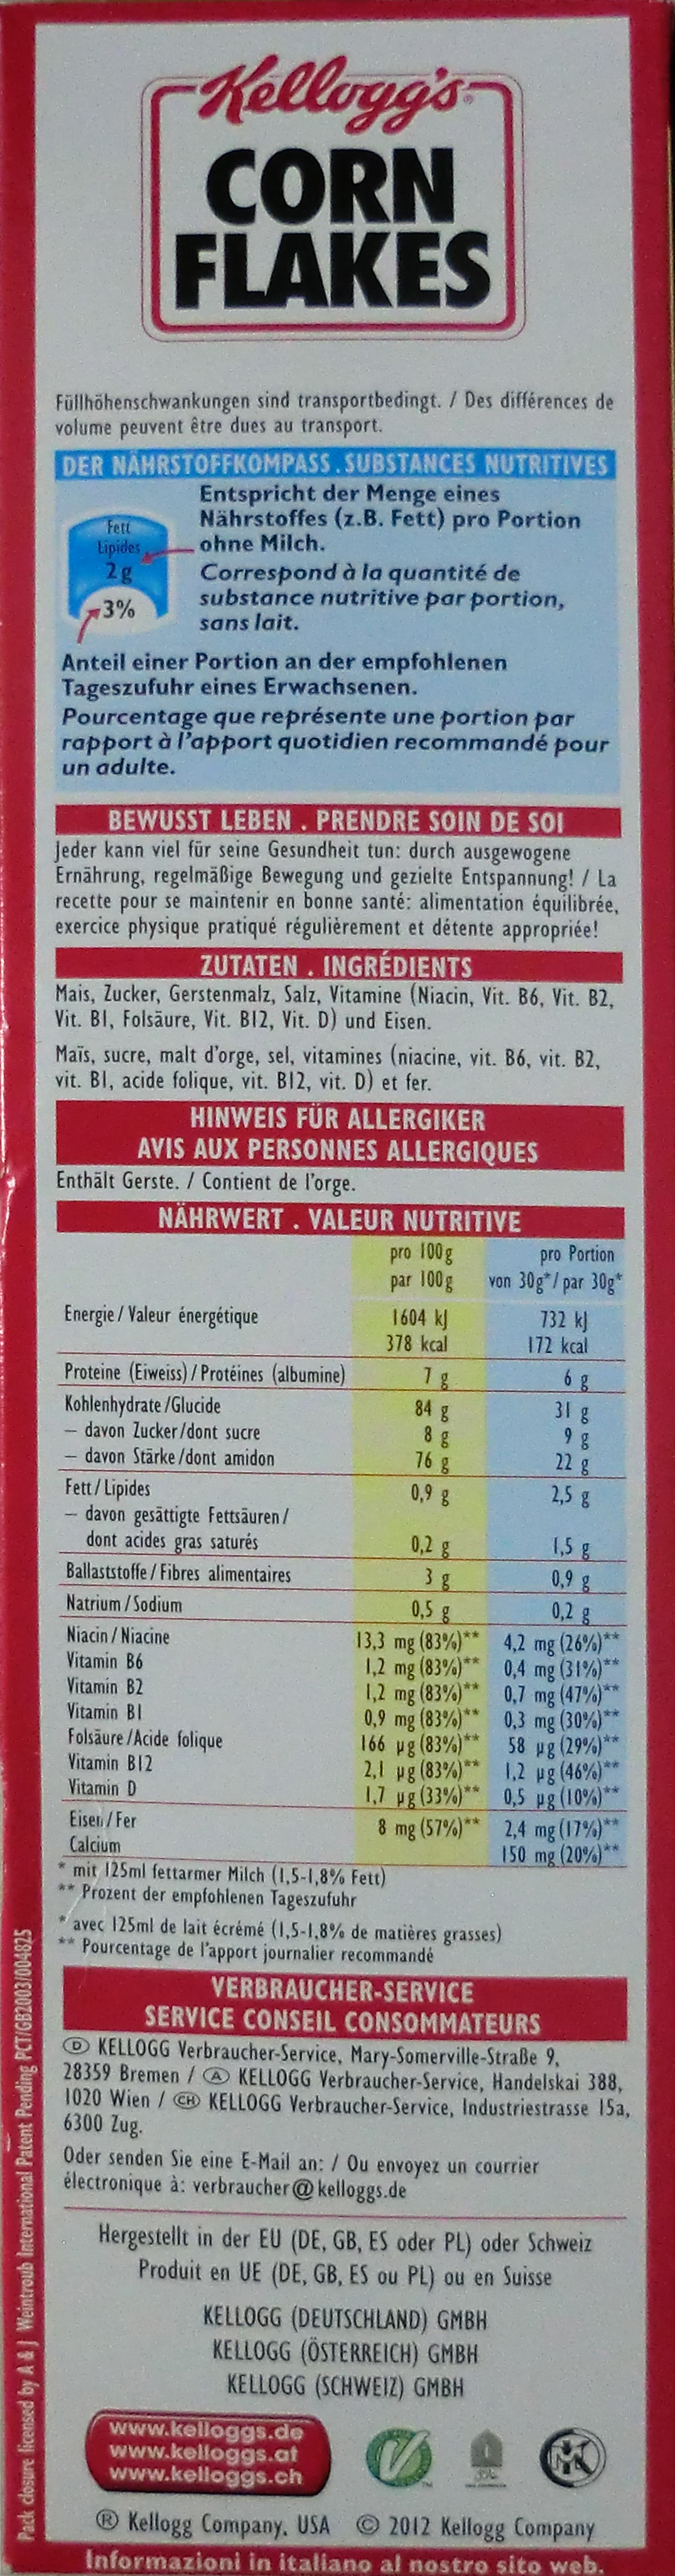 Kellogg's®
CORN
FLAKES
Füllhöhenschwankungen sind transportbedingt. / Des différences de
volume peuvent être dues au transport.
DER NÄHRSTOFFKOMPASS . SUBSTANCES NUTRITIVES
Entspricht der Menge eines
Nährstoffes (z.B. Fett) pro Portion
ohne Milch.
Correspond à la quantité de
substance nutritive par portion,
sans lait.
Fett
Lipides
2 g
3%
Anteil einer Portion an der empfohlenen
Tageszufuhr eines Erwachsenen.
Pourcentage que représente une portion par
rapport à l'apport quotidien recommandé pour
un adulte.
BEWUSST LEBEN . PRENDRE SOIN DE SOI
Jeder kann viel für seine Gesundheit tun: durch ausgewogene
Ernährung, regelmäßige Bewegung und gezielte Entspannung! / La
recette pour se maintenir en bonne santé: alimentation équilibrée,
exercice physique pratiqué régulièrement et détente appropriée!
ZUTATEN . INGRÉDIENTS
Mais, Zucker, Gerstenmalz, Salz, Vitamine (Niacin, Vit. B6, Vit. B2,
Vit. B1, Folsäure, Vit. B12, Vit. D) und Eisen.
Maïs, sucre, malt d'orge, sel, vitamines (niacine, vit. B6, vit. B2,
vit. B1, acide folique, vit. B12, vit. D) et fer.
HINWEIS FÜR ALLERGIKER
AVIS AUX PERSONNES ALLERGIQUES
Enthält Gerste. / Contient de l'orge.
NÄHRWERT . VALEUR NUTRITIVE
pro 100g pro Portion
par 100g von 30g*/ par 30g*
Energie / Valeur énergétique 1604 kJ 732 kJ
378 kcal 172 kcal
Proteine (Eiweiss) / Protéines (albumine) 7 g 6 g
Kohlenhydrate / Glucide 84 g 31 g
– davon Zucker / dont sucre 8 g 9 g
– davon Stärke / dont amidon 76 g 22 g
Fett / Lipides 0,9 g 2,5 g
– davon gesättigte Fettsäuren /
dont acides gras saturés 0,2 g 1,5 g
Ballaststoffe / Fibres alimentaires 3 g 0,9 g
Natrium / Sodium 0,5 g 0,2 g
Niacin / Niacine 13,3 mg (83%)** 4,2 mg (26%)**
Vitamin B6 1,2 mg (83%)** 0,4 mg (31%)**
Vitamin B2 1,2 mg (83%)** 0,7 mg (47%)**
Vitamin B1 0,9 mg (83%)** 0,3 mg (30%)**
Folsäure / Acide folique 166 µg (83%)** 58 µg (29%)**
Vitamin B12 2,1 µg (83%)** 1,2 µg (46%)**
Vitamin D 1,7 µg (33%)** 0,5 µg (10%)**
Eisen / Fer 8 mg (57%)** 2,4 mg (17%)**
Calcium 150 mg (20%)**
* mit 125ml fettarmer Milch (1,5-1,8% Fett)
** Prozent der empfohlenen Tageszufuhr
* avec 125ml de lait écrémé (1,5-1,8% de matières grasses)
** Pourcentage de l'apport journalier recommandé
VERBRAUCHER-SERVICE
SERVICE CONSEIL CONSOMMATEURS
Ⓓ KELLOGG Verbraucher-Service, Mary-Somerville-Straße 9,
28359 Bremen / Ⓐ KELLOGG Verbraucher-Service, Handelskai 388,
1020 Wien / CH KELLOGG Verbraucher-Service, Industriestrasse 15a,
6300 Zug.
Oder senden Sie eine E-Mail an: / Ou envoyez un courrier
électronique à: verbraucher@kelloggs.de
Hergestellt in der EU (DE, GB, ES oder PL) oder Schweiz
Produit en UE (DE, GB, ES ou PL) ou en Suisse
KELLOGG (DEUTSCHLAND) GMBH
KELLOGG (ÖSTERREICH) GMBH
KELLOGG (SCHWEIZ) GMBH
www.kelloggs.de
www.kelloggs.at
www.kelloggs.ch
® Kellogg Company, USA © 2012 Kellogg Company
Informazioni in italiano al nostro sito web.
Pack closure licensed by A & J Weintroub International Patent Pending PCT/GB2003/004825